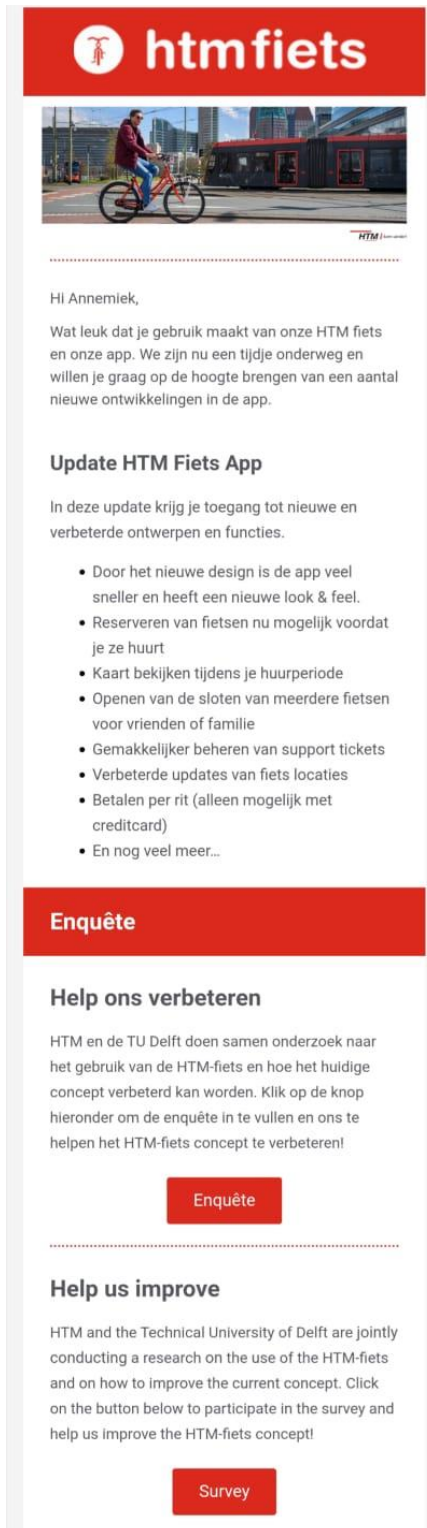 htmfiets
HTM
Hi Annemiek,
Wat leuk dat je gebruik maakt van onze HTM fiets
en onze app. We zijn nu een tijdje onderweg en
willen je graag op de hoogte brengen van een aantal
nieuwe ontwikkelingen in de app.
Update HTM Fiets App
In deze update krijg je toegang tot nieuwe en
verbeterde ontwerpen en functies.
• Door het nieuwe design is de app veel
sneller en heeft een nieuwe look & feel.
• Reserveren van fietsen nu mogelijk voordat
je ze huurt
• Kaart bekijken tijdens je huurperiode
• Openen van de sloten van meerdere fietsen
voor vrienden of familie
• Gemakkelijker beheren van support tickets
• Verbeterde updates van fiets locaties
• Betalen per rit (alleen mogelijk met
creditcard)
• En nog veel meer...
Enquête
Help ons verbeteren
HTM en de TU Delft doen samen onderzoek naar
het gebruik van de HTM-fiets en hoe het huidige
concept verbeterd kan worden. Klik op de knop
hieronder om de enquête in te vullen en ons te
helpen het HTM-fiets concept te verbeteren!
Enquête
Help us improve
HTM and the Technical University of Delft are jointly
conducting a research on the use of the HTM-fiets
and on how to improve the current concept. Click
on the button below to participate in the survey and
help us improve the HTM-fiets concept!
Survey